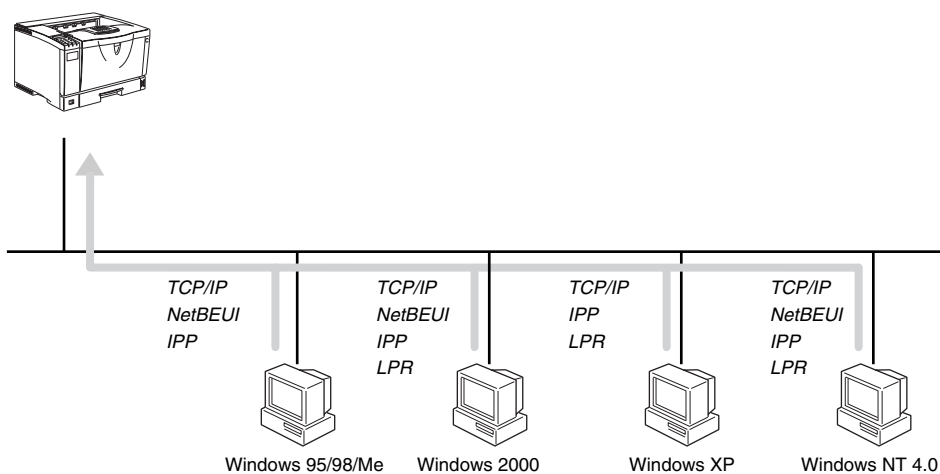 TCP/IP
NetBEUI
IPP
TCP/IP
NetBEUI
IPP
LPR
TCP/IP
IPP
LPR
TCP/IP
NetBEUI
IPP
LPR
Windows 95/98/Me
Windows 2000
Windows XP
Windows NT 4.0